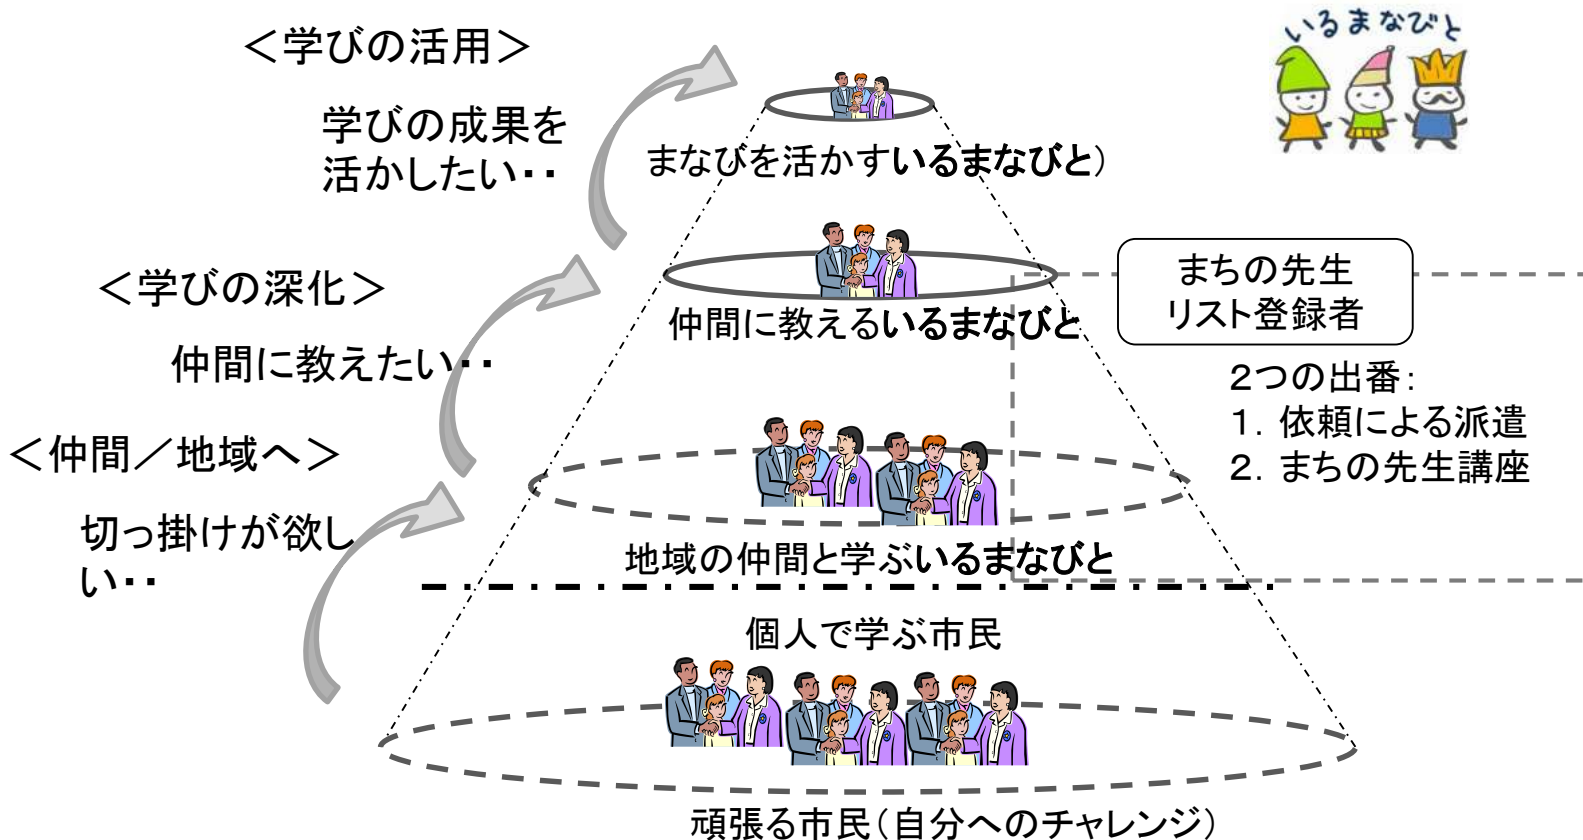 いるまなびと
＜学びの活用＞
学びの成果を
活かしたい・・
まなびを活かすいるまなびと）
＜学びの深化＞
仲間に教えたい・・
仲間に教えるいるまなびと
まちの先生
リスト登録者
２つの出番：
１．依頼による派遣
２．まちの先生講座
＜仲間／地域へ＞
切っ掛けが欲し
い・・
地域の仲間と学ぶいるまなびと
個人で学ぶ市民
頑張る市民（自分へのチャレンジ）